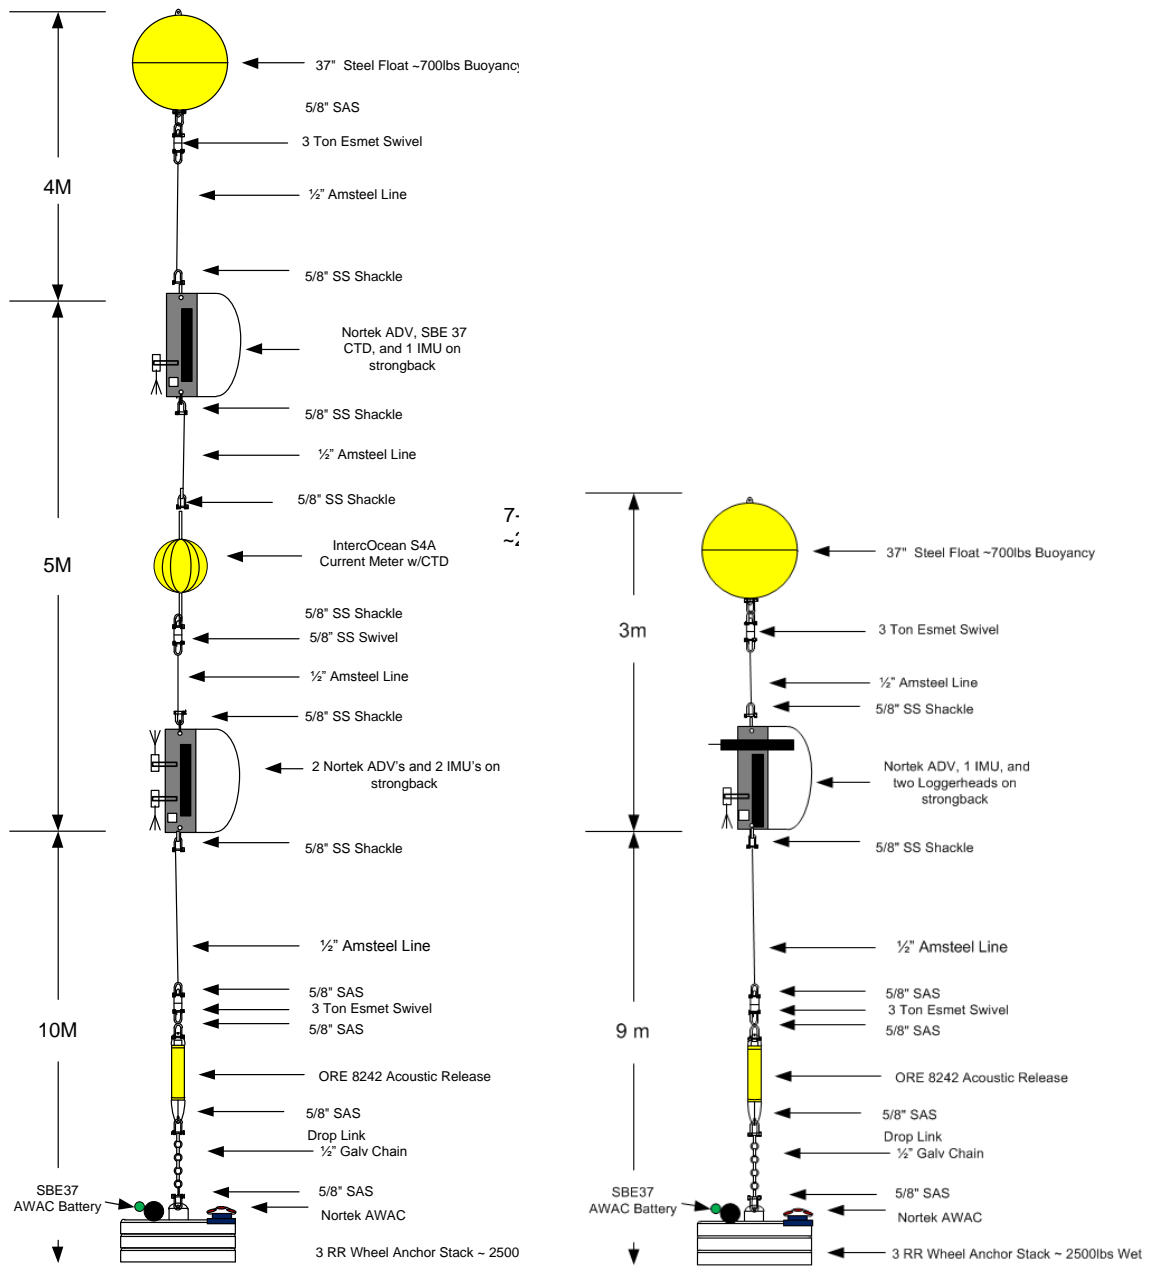 37" Steel Float ~700lbs Buoyancy
5/8" SAS
3 Ton Esmet Swivel
4M
½" Amsteel Line
5/8" SS Shackle
Nortek ADV, SBE 37
CTD, and 1 IMU on
strongback
5/8" SS Shackle
½" Amsteel Line
5/8" SS Shackle
7-
~2
IntercOcean S4A
Current Meter w/CTD
5M
5/8" SS Shackle
5/8" SS Swivel
½" Amsteel Line
5/8" SS Shackle
2 Nortek ADV's and 2 IMU's on
strongback
5/8" SS Shackle
½" Amsteel Line
5/8" SAS
3 Ton Esmet Swivel
5/8" SAS
10M
ORE 8242 Acoustic Release
5/8" SAS
Drop Link
½" Galv Chain
5/8" SAS
SBE37
AWAC Battery
Nortek AWAC
3 RR Wheel Anchor Stack ~ 2500
37" Steel Float ~700lbs Buoyancy
3m
3 Ton Esmet Swivel
½" Amsteel Line
5/8" SS Shackle
Nortek ADV, 1 IMU, and
two Loggerheads on
strongback
5/8" SS Shackle
½" Amsteel Line
5/8" SAS
3 Ton Esmet Swivel
5/8" SAS
9 m
ORE 8242 Acoustic Release
5/8" SAS
Drop Link
½" Galv Chain
5/8" SAS
SBE37
AWAC Battery
Nortek AWAC
3 RR Wheel Anchor Stack ~ 2500lbs Wet